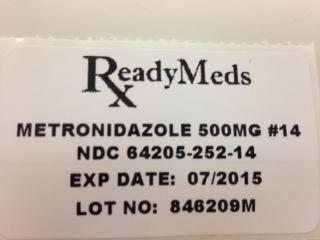 Rx ReadyMeds
METRONIDAZOLE 500MG #14
NDC 64205-252-14
EXP DATE: 07/2015
LOT NO: 846209M